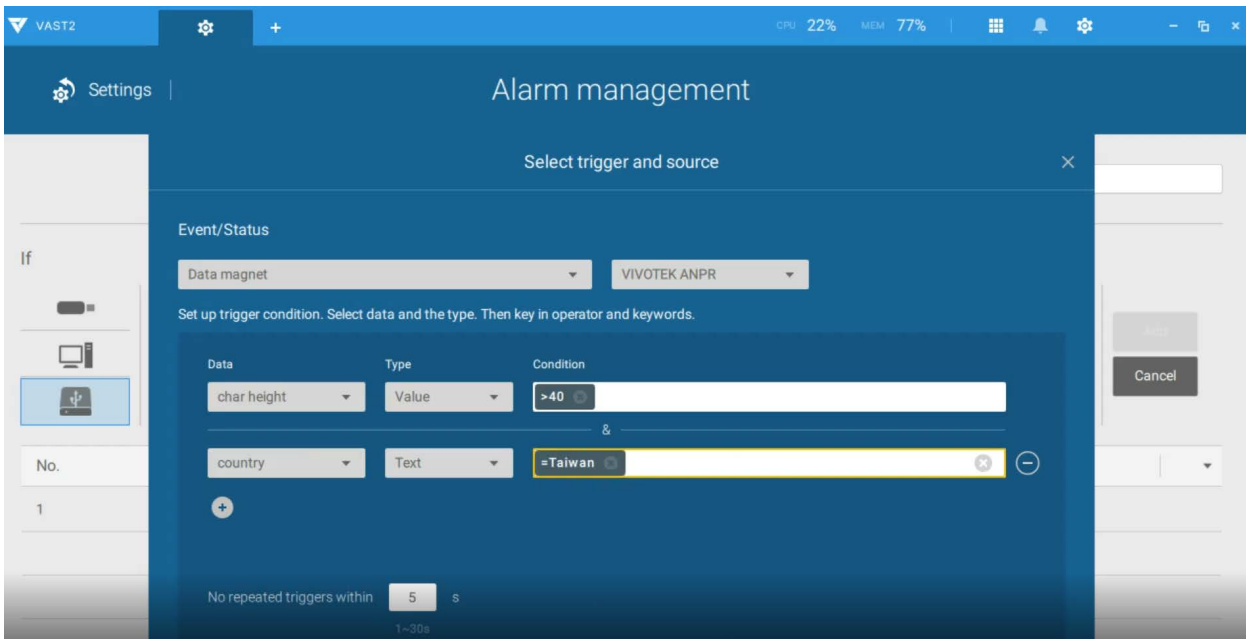 VAST2 + CPU 22% MEM 77%
Settings
Alarm management
Select trigger and source
Event/Status
If
Data magnet VIVOTEK ANPR
Set up trigger condition. Select data and the type. Then key in operator and keywords.
Data Type Condition
char height Value >40
Cancel
&
country Text =Taiwan
No.
1
No repeated triggers within 5 s
1~30s